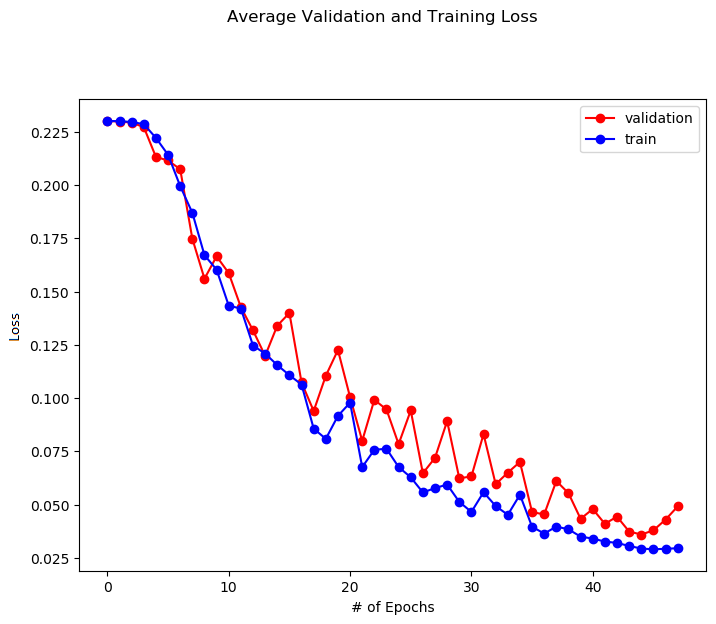 Average Validation and Training Loss
validation
train
0.225
0.200
0.175
0.150
0.125
0.100
0.075
0.050
0.025
Loss
0
10
20
30
40
# of Epochs